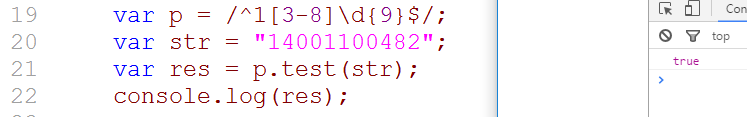 19 var p = /^1[3-8]\d{9}$/;
20 var str = "14001100482";
21 var res = p.test(str);
22 console.log(res);
Con
top
true
>